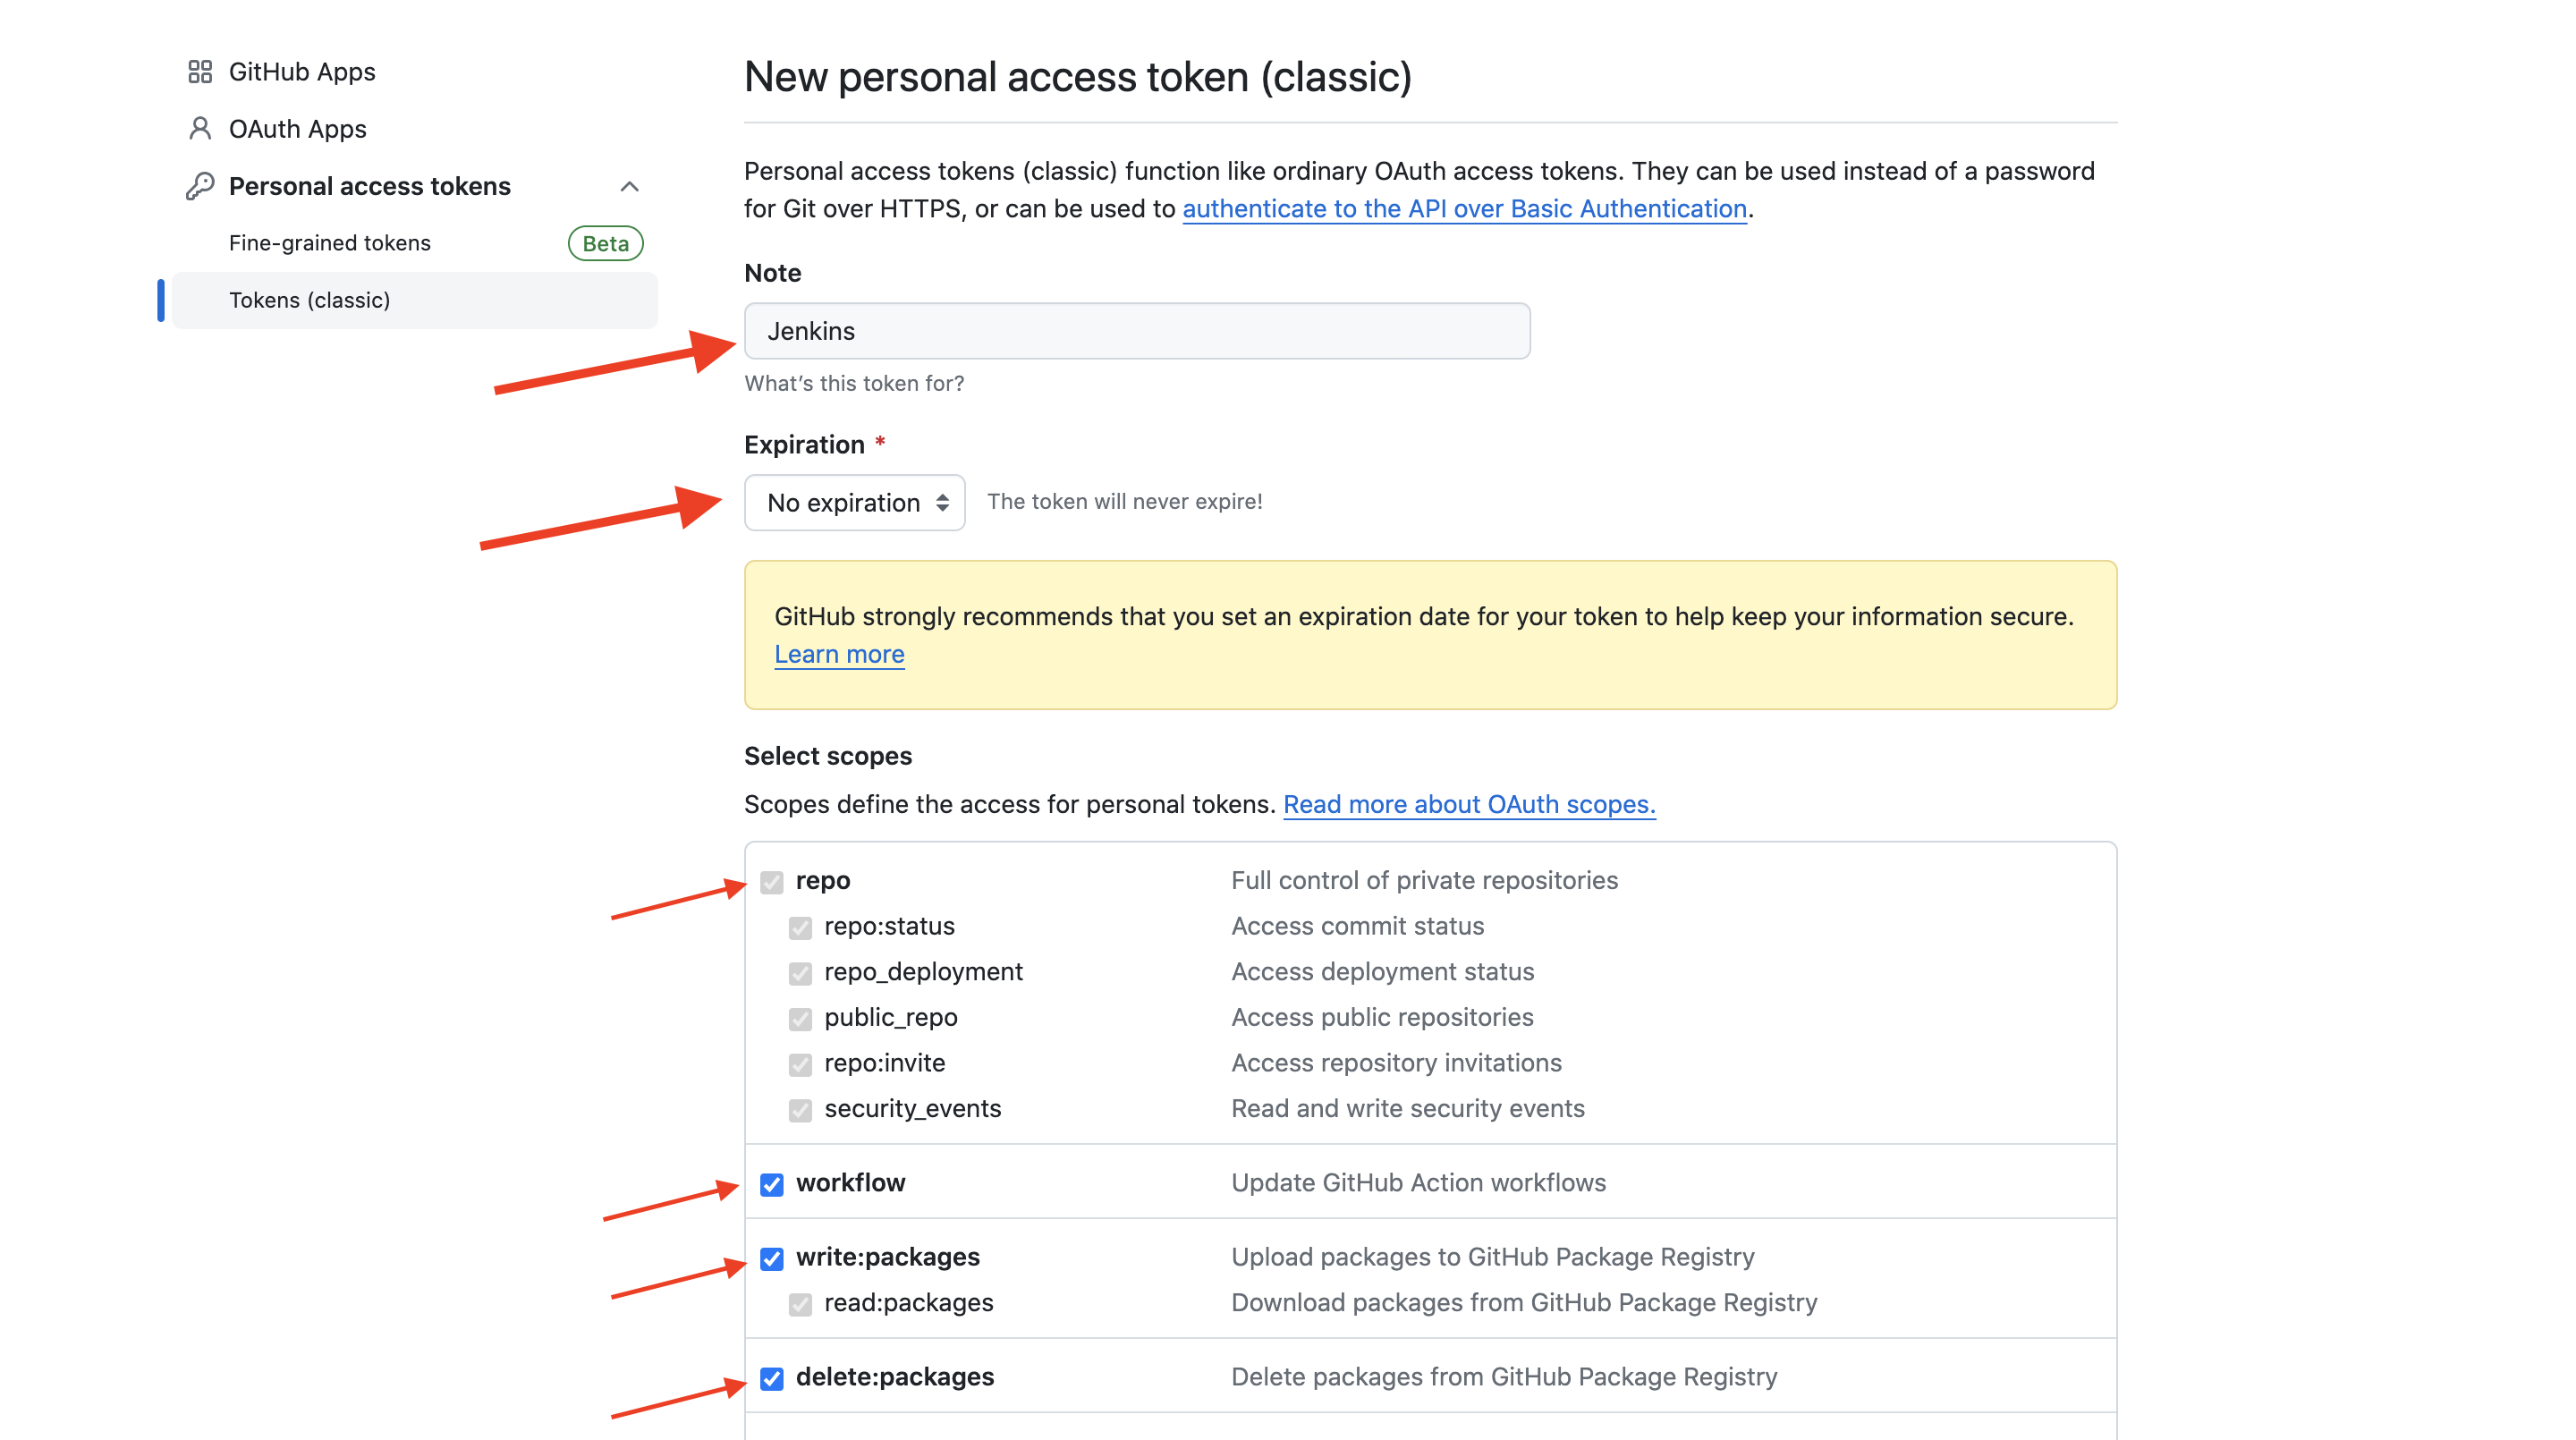 GitHub Apps
OAuth Apps
Personal access tokens
Fine-grained tokens Beta
Tokens (classic)
New personal access token (classic)
Personal access tokens (classic) function like ordinary OAuth access tokens. They can be used instead of a password
for Git over HTTPS, or can be used to authenticate to the API over Basic Authentication.
Note
Jenkins
What’s this token for?
Expiration *
No expiration The token will never expire!
GitHub strongly recommends that you set an expiration date for your token to help keep your information secure.
Learn more
Select scopes
Scopes define the access for personal tokens. Read more about OAuth scopes.
repo Full control of private repositories
repo:status Access commit status
repo_deployment Access deployment status
public_repo Access public repositories
repo:invite Access repository invitations
security_events Read and write security events
workflow Update GitHub Action workflows
write:packages Upload packages to GitHub Package Registry
read:packages Download packages from GitHub Package Registry
delete:packages Delete packages from GitHub Package Registry